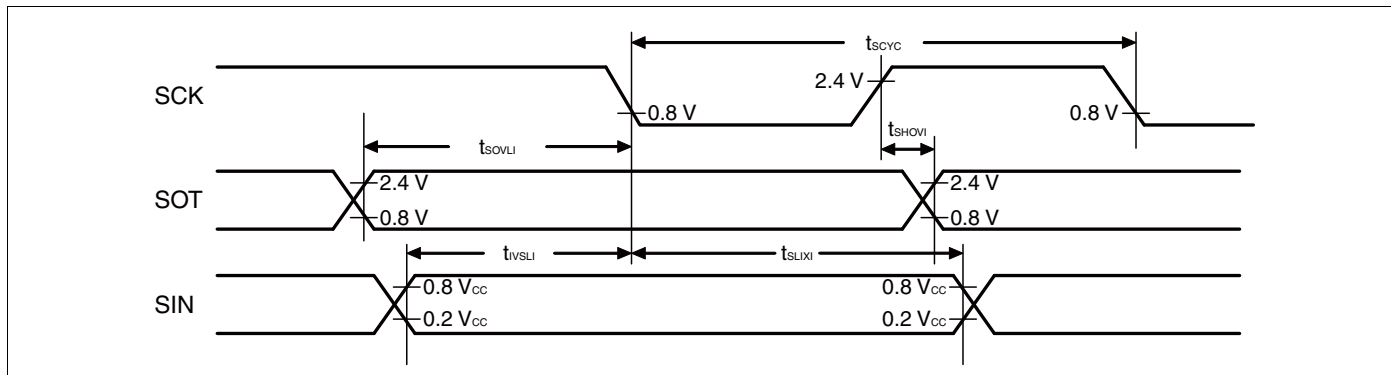 tSCYC
SCK
2.4 V
0.8 V
0.8 V
tSHOVI
tSOVLI
SOT
2.4 V
0.8 V
2.4 V
0.8 V
tIVSLI
tSLIXI
SIN
0.8 VCC
0.2 VCC
0.8 VCC
0.2 VCC